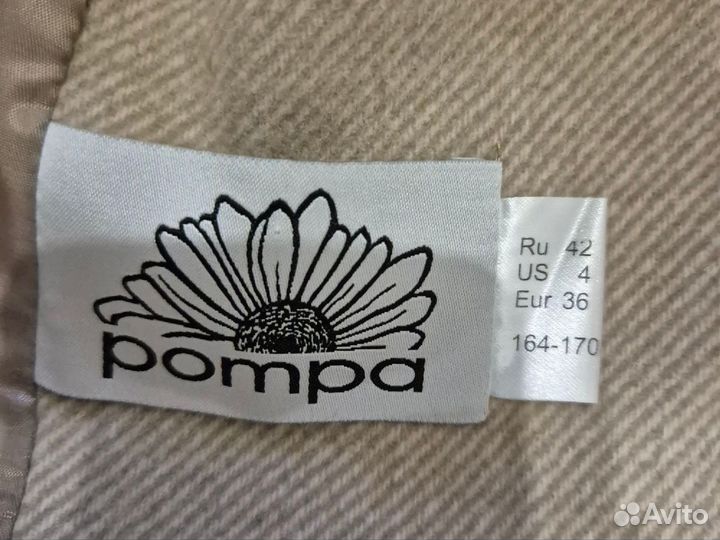 pompa
Ru 42
US 4
Eur 36
164-170
Avito